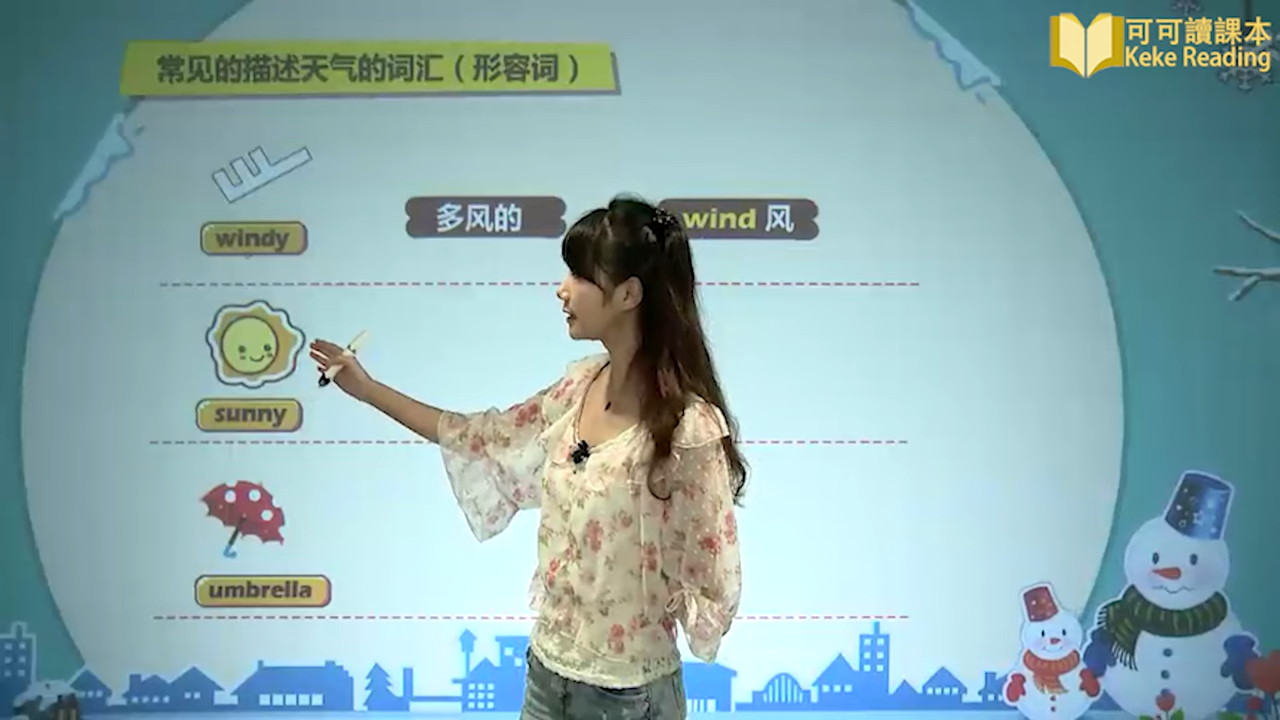 可可讀課本
Keke Reading
常见的描述天气的词汇（形容词）
多风的
wind 风
windy
sunny
umbrella